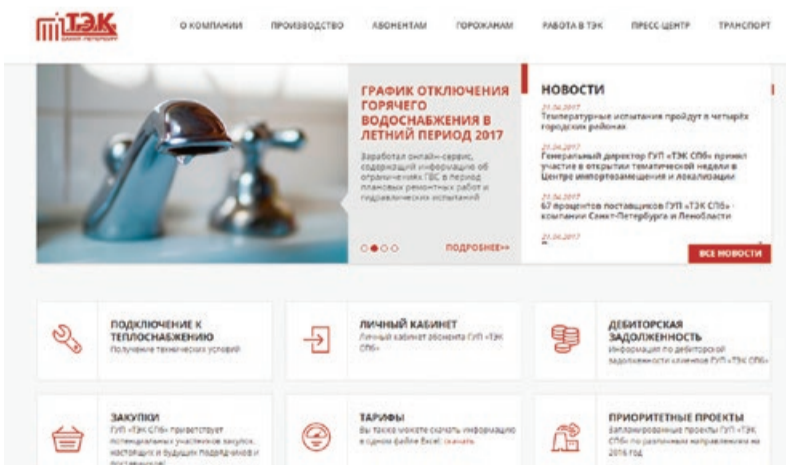 ТЭК
САНКТ-ПЕТЕРБУРГ
О КОМПАНИИ ПРОИЗВОДСТВО АБОНЕНТАМ ГОРОЖАНАМ РАБОТА В ТЭК ПРЕСС-ЦЕНТР ТРАНСПОРТ
ГРАФИК ОТКЛЮЧЕНИЯ
ГОРЯЧЕГО
ВОДОСНАБЖЕНИЯ В
ЛЕТНИЙ ПЕРИОД 2017
Заработал онлайн-сервис,
содержащий информацию об
ограничениях ГВС в период
плановых ремонтных работ и
гидравлических испытаний
ПОДРОБНЕЕ>>
НОВОСТИ
21.04.2017
Температурные испытания пройдут в четырёх
городских районах
21.04.2017
Генеральный директор ГУП «ТЭК СПб» принял
участие в открытии тематической недели в
Центре импортозамещения и локализации
21.04.2017
67 процентов поставщиков ГУП «ТЭК СПб» -
компании Санкт-Петербурга и Ленобласти
21.04.2017
ВСЕ НОВОСТИ
ПОДКЛЮЧЕНИЕ К
ТЕПЛОСНАБЖЕНИЮ
Получение технических условий
ЛИЧНЫЙ КАБИНЕТ
Личный кабинет абонента ГУП «ТЭК
СПб»
ДЕБИТОРСКАЯ
ЗАДОЛЖЕННОСТЬ
Информация по дебиторской
задолженности клиентов ГУП «ТЭК СПб»
ЗАКУПКИ
ГУП «ТЭК СПб» приветствует
потенциальных участников закупок,
настоящих и будущих подрядчиков и
поставщиков!
ТАРИФЫ
Вы также можете скачать информацию
в одном файле Excel: скачать
ПРИОРИТЕТНЫЕ ПРОЕКТЫ
Запланированные проекты ГУП «ТЭК
СПб» по различным направлениям на
2016 год